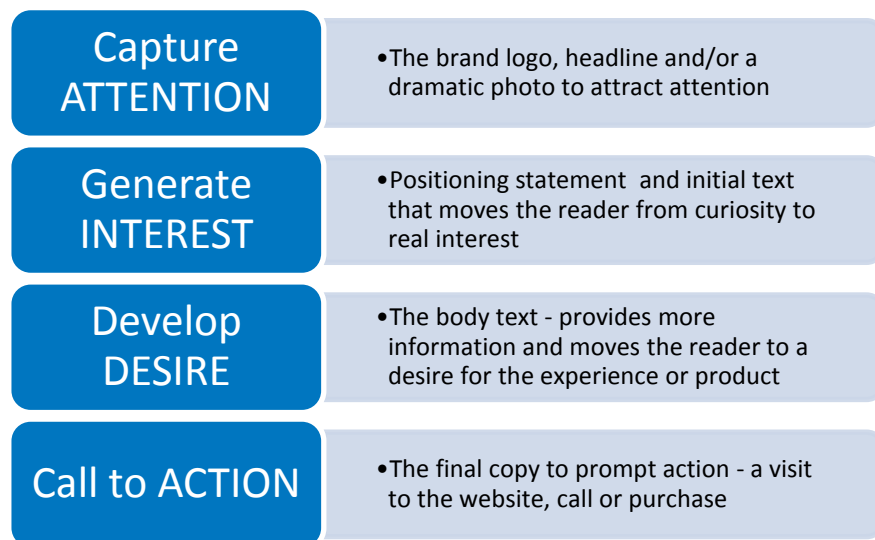 Capture
ATTENTION
•The brand logo, headline and/or a
dramatic photo to attract attention
Generate
INTEREST
•Positioning statement  and initial text
that moves the reader from curiosity to
real interest
Develop
DESIRE
•The body text - provides more
information and moves the reader to a
desire for the experience or product
Call to ACTION
•The final copy to prompt action - a visit
to the website, call or purchase